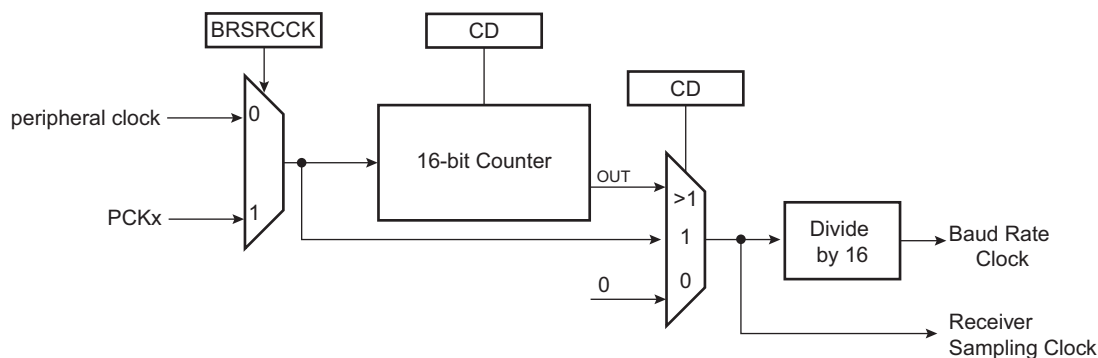 BRSRCCK
CD
CD
peripheral clock
0
16-bit Counter
OUT
>1
PCKx
1
1
Divide
by 16
Baud Rate
Clock
0
0
Receiver
Sampling Clock